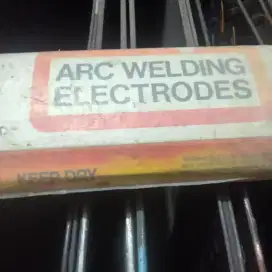 ARC WELDING
ELECTRODES
KEEP DRY